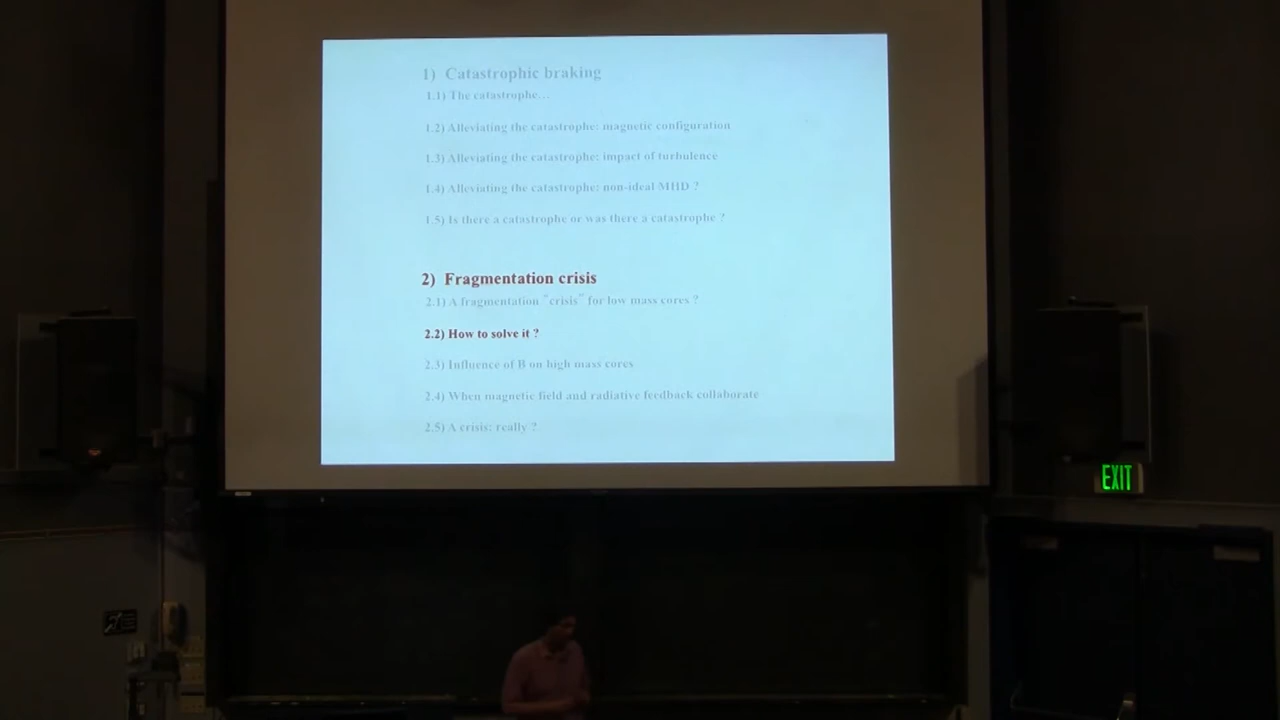 1) Catastrophic braking
1.1) The catastrophe…
1.2) Alleviating the catastrophe: magnetic configuration
1.3) Alleviating the catastrophe: impact of turbulence
1.4) Alleviating the catastrophe: non-ideal MHD ?
1.5) Is there a catastrophe or was there a catastrophe ?
2) Fragmentation crisis
2.1) A fragmentation "crisis" for low mass cores ?
2.2) How to solve it ?
2.3) Influence of B on high mass cores
2.4) When magnetic field and radiative feedback collaborate
2.5) A crisis: really ?
EXIT